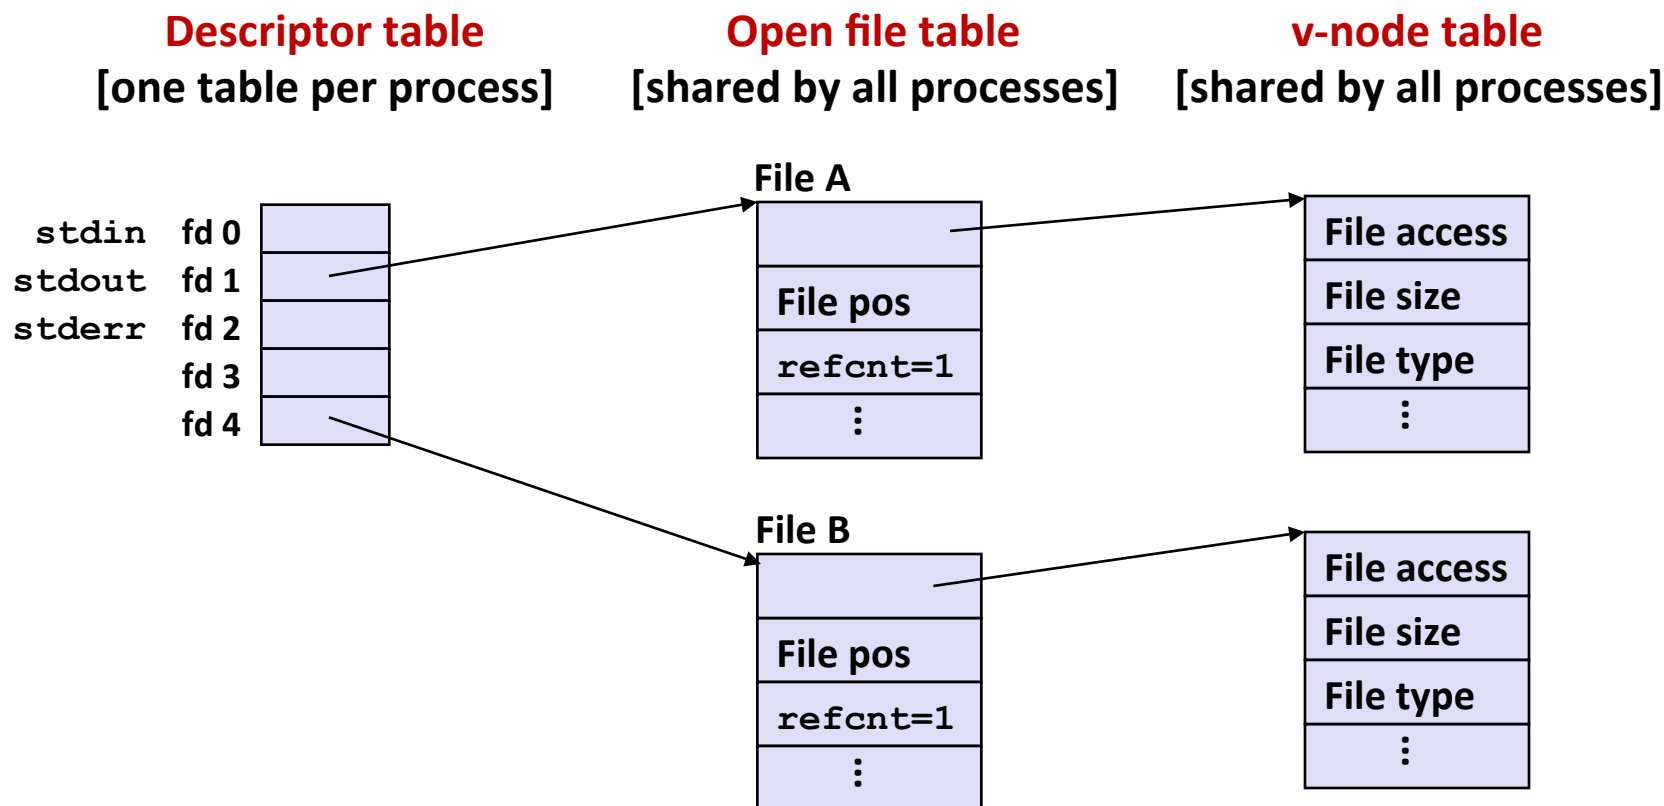 Descriptor table
[one table per process]
Open file table
[shared by all processes]
v-node table
[shared by all processes]
stdin fd 0
stdout fd 1
stderr fd 2
fd 3
fd 4
File A
File pos
refcnt=1
⋮
File access
File size
File type
⋮
File B
File pos
refcnt=1
⋮
File access
File size
File type
⋮